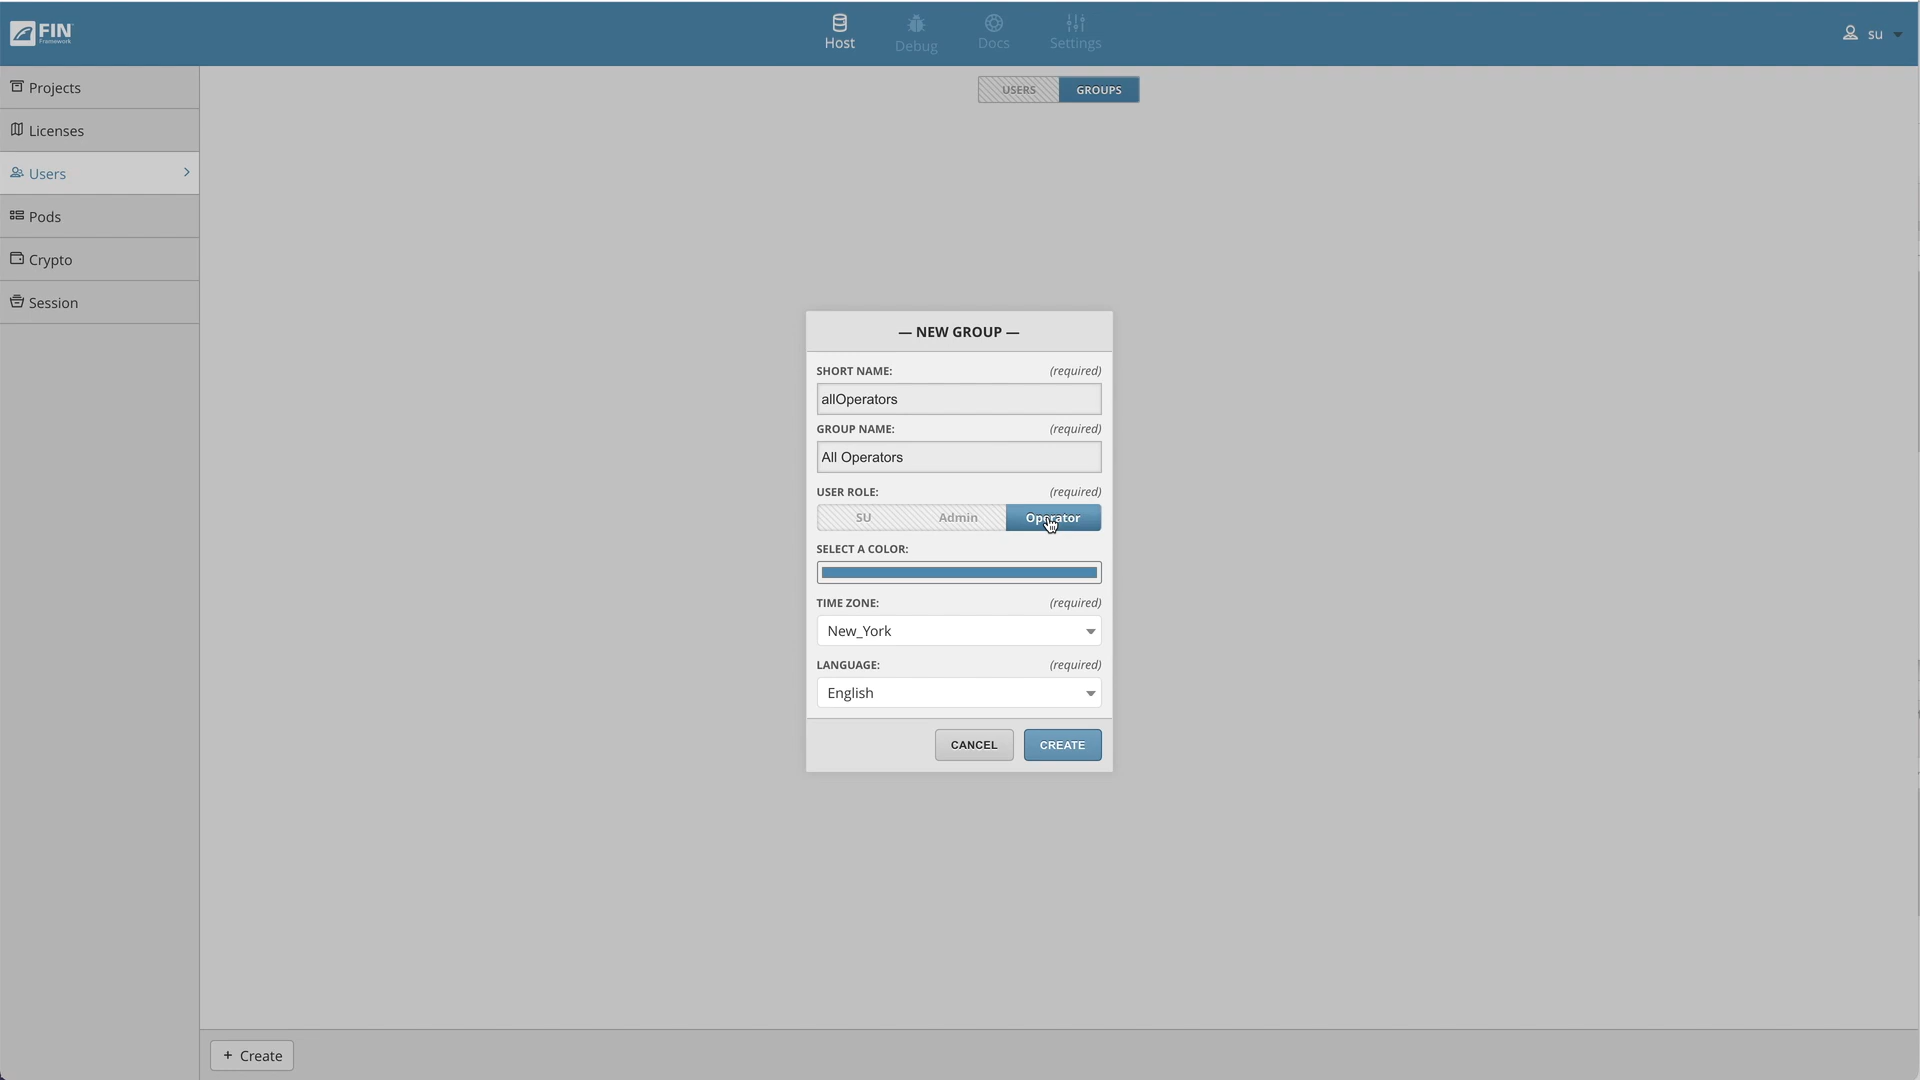 FIN
Framework
Host
Debug
Docs
Settings
su
Projects
Licenses
Users
Pods
Crypto
Session
USERS
GROUPS
— NEW GROUP —
SHORT NAME: (required)
allOperators
GROUP NAME: (required)
All Operators
USER ROLE: (required)
SU Admin Operator
SELECT A COLOR:
TIME ZONE: (required)
New_York
LANGUAGE: (required)
English
CANCEL CREATE
+ Create